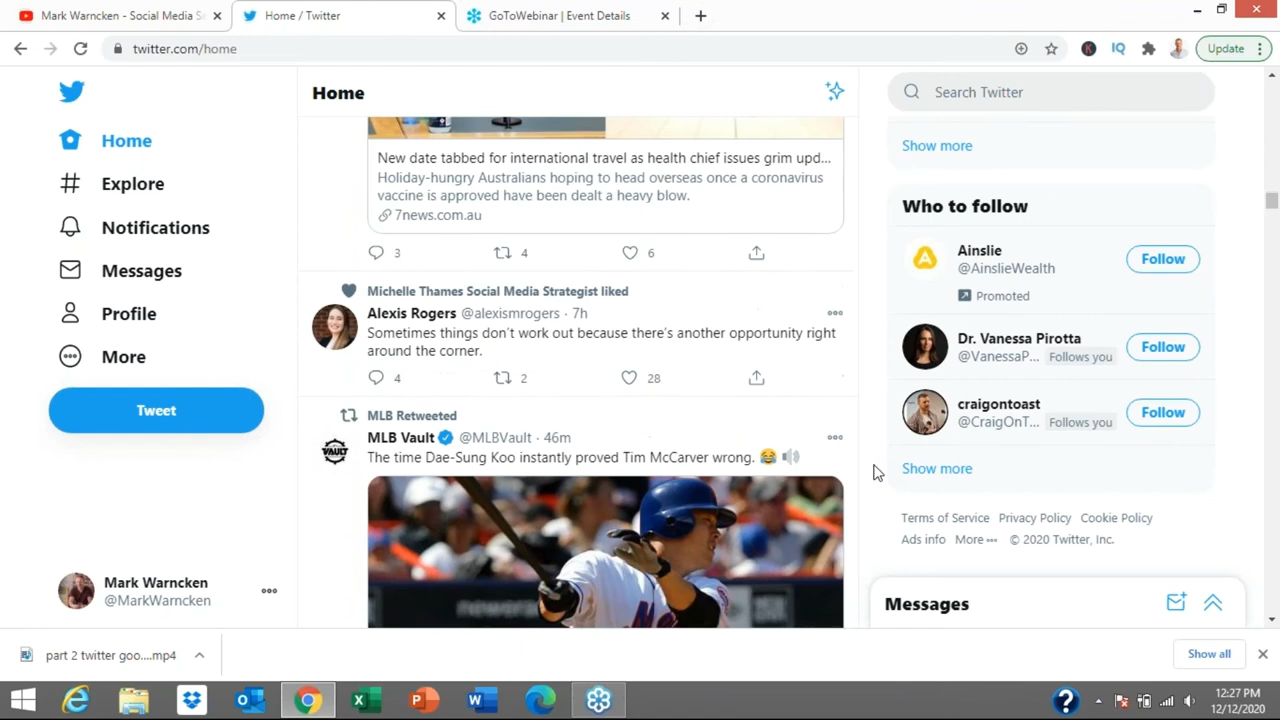 Mark Warncken - Social Media S
Home / Twitter
GoToWebinar | Event Details
twitter.com/home
IQ
Update
Home
Search Twitter
Home
Explore
Notifications
Messages
Profile
More
Tweet
Mark Warncken
@MarkWarncken
New date tabbed for international travel as health chief issues grim upd...
Holiday-hungry Australians hoping to head overseas once a coronavirus
vaccine is approved have been dealt a heavy blow.
7news.com.au
3 4 6
Michelle Thames Social Media Strategist liked
Alexis Rogers @alexismrogers · 7h
Sometimes things don't work out because there's another opportunity right
around the corner.
4 2 28
MLB Retweeted
MLB Vault @MLBVault · 46m
The time Dae-Sung Koo instantly proved Tim McCarver wrong. 😂 🔊
Show more
Who to follow
Ainslie
@AinslieWealth
Follow
Promoted
Dr. Vanessa Pirotta
@VanessaP... Follows you
Follow
craigontoast
@CraigOnT... Follows you
Follow
Show more
Terms of Service Privacy Policy Cookie Policy
Ads info More ··· © 2020 Twitter, Inc.
Messages
part 2 twitter goo....mp4
Show all
12:27 PM
12/12/2020